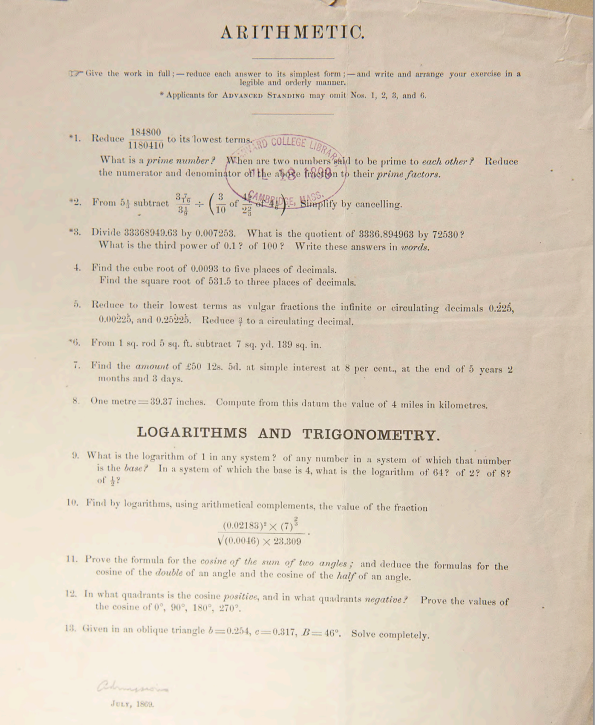 ARITHMETIC.
☞ Give the work in full;—reduce each answer to its simplest form;—and write and arrange your exercise in a
legible and orderly manner.
* Applicants for ADVANCED STANDING may omit Nos. 1, 2, 3, and 6.
*1. Reduce 184800/1180410 to its lowest terms.
What is a prime number? When are two numbers said to be prime to each other? Reduce
the numerator and denominator of the above fraction to their prime factors.
*2. From subtract ÷ ( 3/10 of of ). Simplify by cancelling.
*3. Divide 33368949.63 by 0.007253. What is the quotient of 3336.894963 by 72530?
What is the third power of 0.1? of 100? Write these answers in words.
4. Find the cube root of 0.0093 to five places of decimals.
Find the square root of 531.5 to three places of decimals.
5. Reduce to their lowest terms as vulgar fractions the infinite or circulating decimals 0.2̇25̇,
0.002̇25̇, and 0.252̇25̇. Reduce to a circulating decimal.
*6. From 1 sq. rod 5 sq. ft. subtract 7 sq. yd. 139 sq. in.
7. Find the amount of £50 12s. 5d. at simple interest at 8 per cent., at the end of 5 years 2
months and 3 days.
8. One metre=39.37 inches. Compute from this datum the value of 4 miles in kilometres.
LOGARITHMS AND TRIGONOMETRY.
9. What is the logarithm of 1 in any system? of any number in a system of which that number
is the base? In a system of which the base is 4, what is the logarithm of 64? of 2? of 8?
of ½?
10. Find by logarithms, using arithmetical complements, the value of the fraction
(0.02183)² × (7)^⅔
√(0.0046) × 23.309 .
11. Prove the formula for the cosine of the sum of two angles; and deduce the formulas for the
cosine of the double of an angle and the cosine of the half of an angle.
12. In what quadrants is the cosine positive, and in what quadrants negative? Prove the values of
the cosine of 0°, 90°, 180°, 270°.
13. Given in an oblique triangle b=0.254, c=0.317, B=46°. Solve completely.
JULY, 1869.
COLLEGE LIBRARY
CAMBRIDGE, MASS.